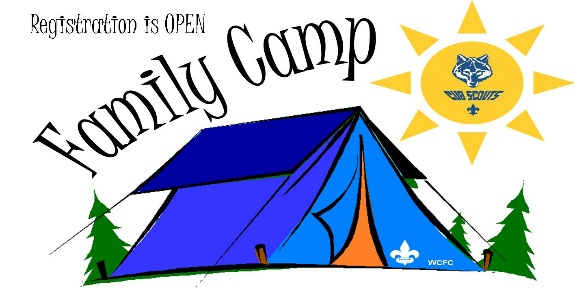 Registration is OPEN
Family Camp
CUB SCOUTS
WCFC